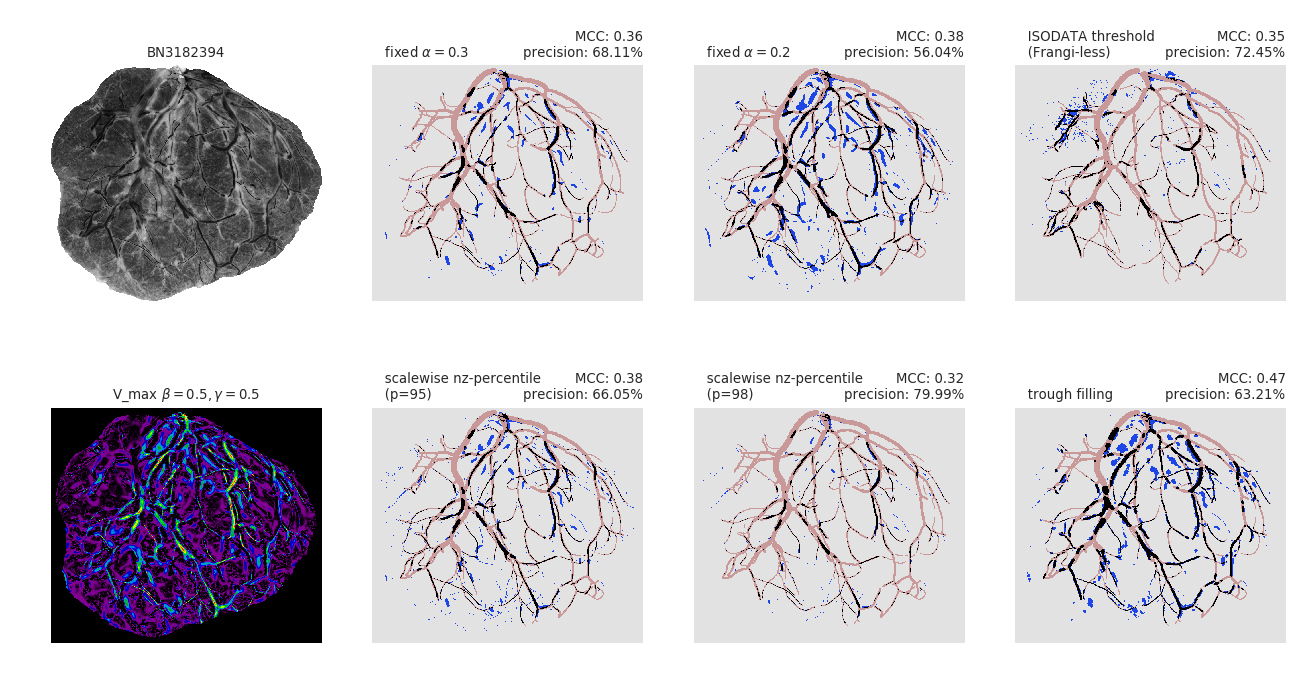 BN3182394
fixed α = 0.3
MCC: 0.36
precision: 68.11%
fixed α = 0.2
MCC: 0.38
precision: 56.04%
ISODATA threshold
(Frangi-less)
MCC: 0.35
precision: 72.45%
V_max β = 0.5, γ = 0.5
scalewise nz-percentile
(p=95)
MCC: 0.38
precision: 66.05%
scalewise nz-percentile
(p=98)
MCC: 0.32
precision: 79.99%
trough filling
MCC: 0.47
precision: 63.21%